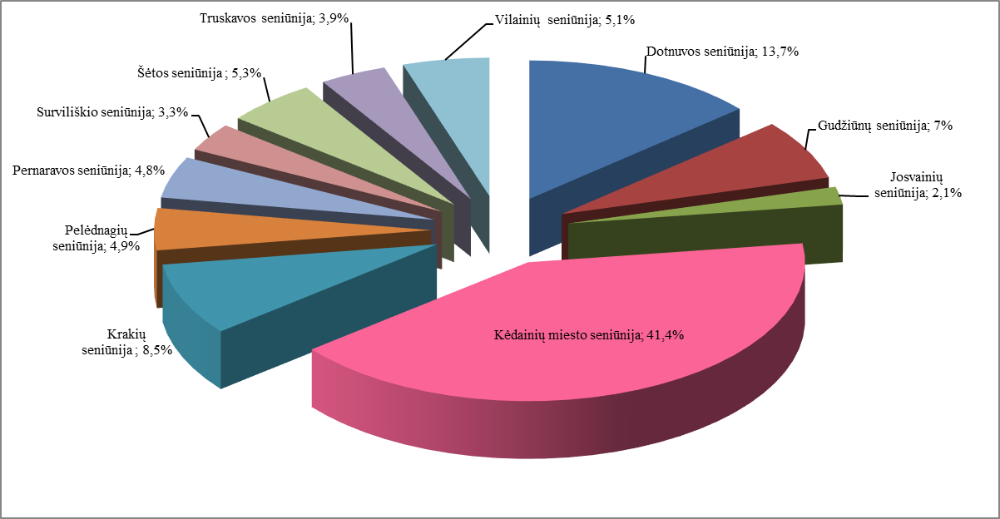 Truskavos seniūnija; 3,9%
Vilainių seniūnija; 5,1%
Dotnuvos seniūnija; 13,7%
Šėtos seniūnija ; 5,3%
Surviliškio seniūnija; 3,3%
Gudžiūnų seniūnija; 7%
Pernaravos seniūnija; 4,8%
Josvainių
seniūnija; 2,1%
Pelėdnagių
seniūnija; 4,9%
Krakių
seniūnija ; 8,5%
Kėdainių miesto seniūnija; 41,4%